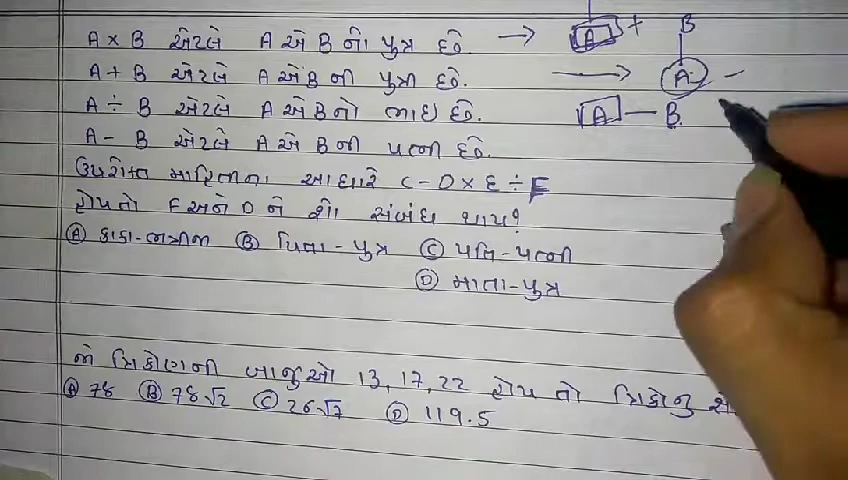 A × B એટલે A એ B નો પુત્ર છે → A + B
A + B એટલે A એ B ની પુત્રી છે. → A -
A ÷ B એટલે A એ B નો ભાઇ છે. A — B
A - B એટલે A એ B ની પત્ની છે.
ઉપરોક્ત માહિતીના આધારે C - D × E ÷ F
હોય તો F અને D ને શો સંબંધ થાય?
Ⓐ કાકા-ભત્રીજા Ⓑ પિતા-પુત્ર Ⓒ પતિ-પત્ની
Ⓓ માતા-પુત્ર
જો ત્રિકોણની બાજુઓ 13, 17, 22 હોય તો ત્રિકોનુ
Ⓐ 78 Ⓑ 78√2 Ⓒ 26√7 Ⓓ 119.5